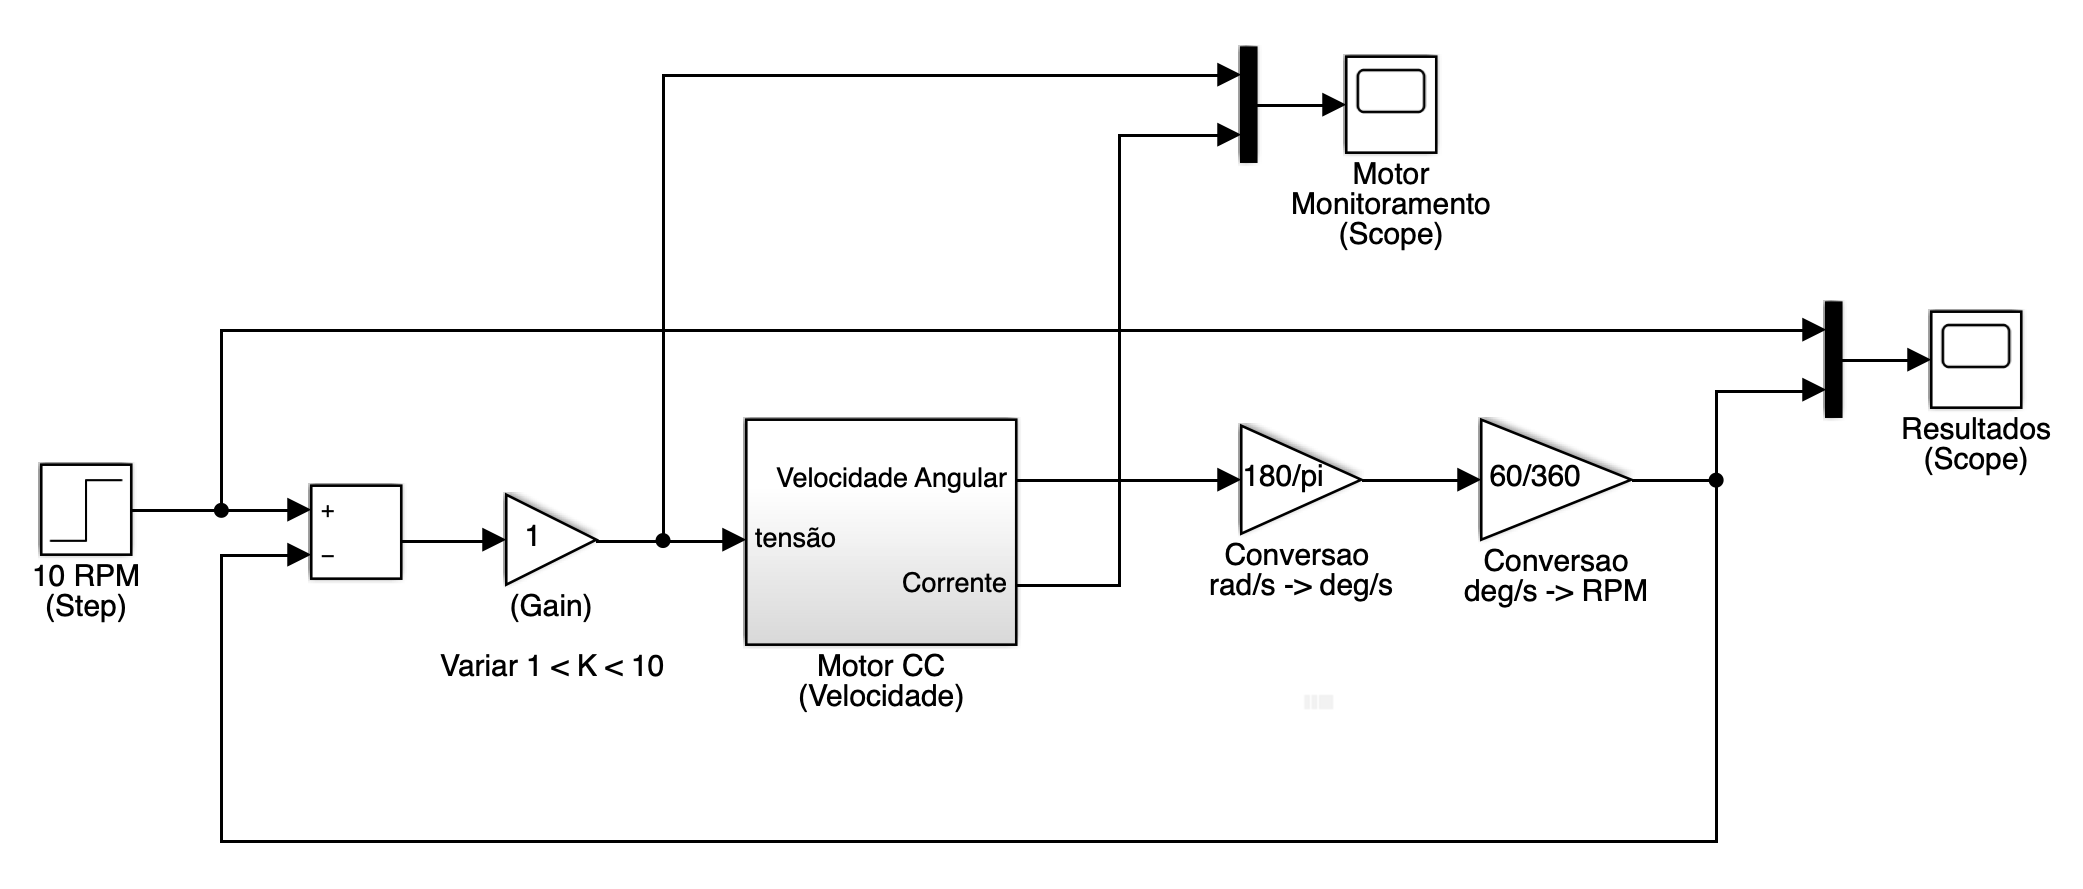 Motor
Monitoramento
(Scope)
Resultados
(Scope)
10 RPM
(Step)
+
−
1
(Gain)
Variar 1 < K < 10
Velocidade Angular
tensão
Corrente
Motor CC
(Velocidade)
180/pi
Conversao
rad/s -> deg/s
60/360
Conversao
deg/s -> RPM